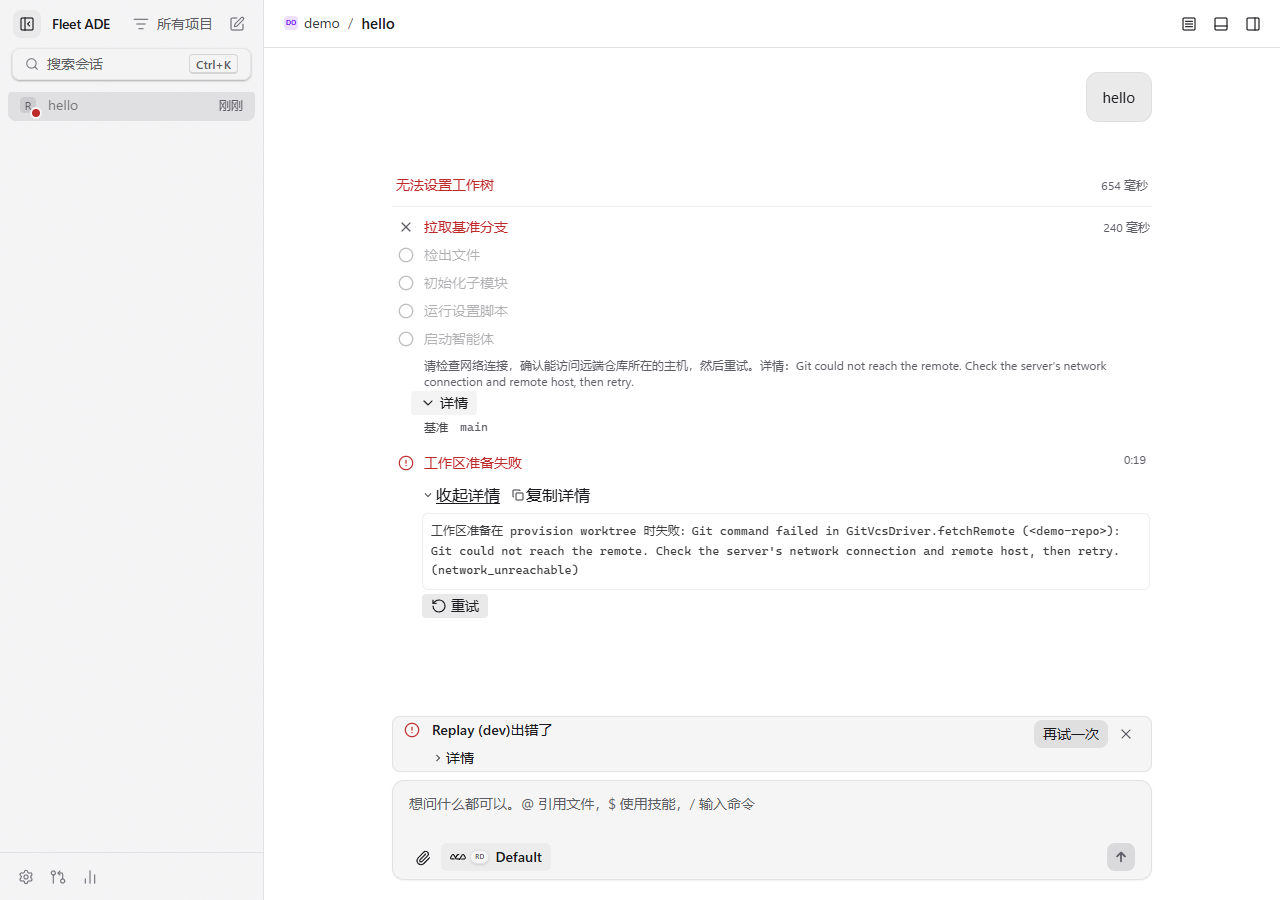 Fleet ADE
所有项目
搜索会话
Ctrl+K
R
hello
刚刚
DO
demo / hello
hello
无法设置工作树
654 毫秒
拉取基准分支
240 毫秒
检出文件
初始化子模块
运行设置脚本
启动智能体
请检查网络连接，确认能访问远端仓库所在的主机，然后重试。详情：Git could not reach the remote. Check the server's network
connection and remote host, then retry.
详情
基准 main
工作区准备失败
0:19
收起详情
复制详情
工作区准备在 provision worktree 时失败: Git command failed in GitVcsDriver.fetchRemote (<demo-repo>):
Git could not reach the remote. Check the server's network connection and remote host, then retry.
(network_unreachable)
重试
Replay (dev)出错了
再试一次
详情
想问什么都可以。@ 引用文件，$ 使用技能，/ 输入命令
RD
Default